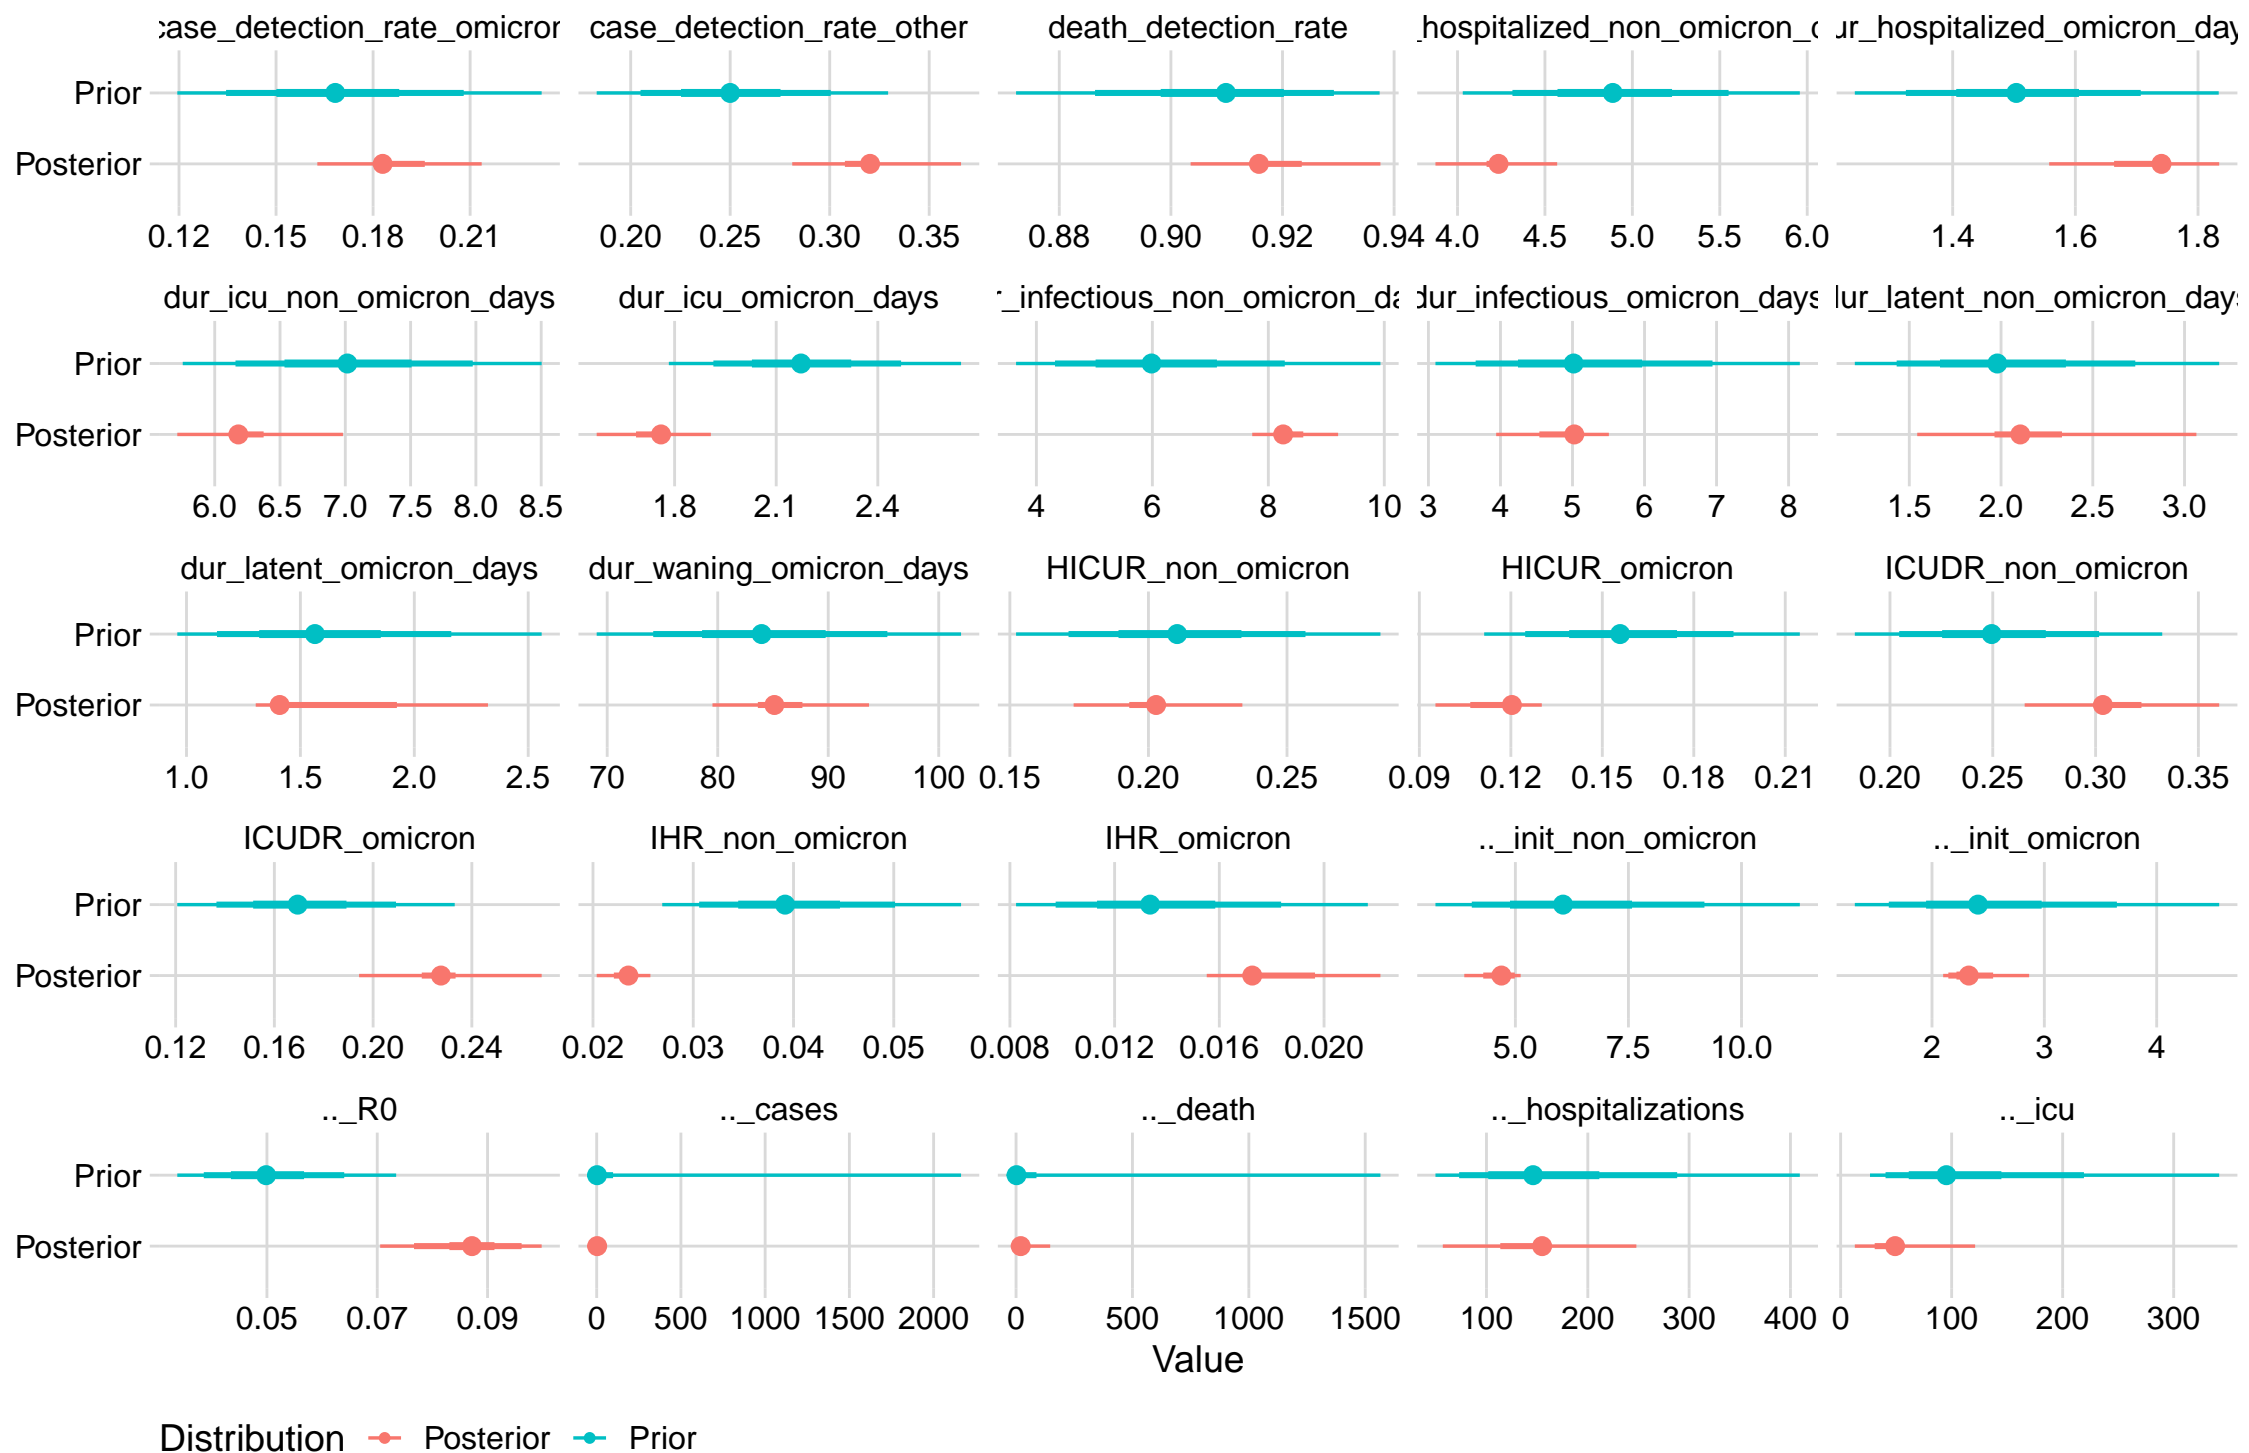 case_detection_rate_omicron case_detection_rate_other death_detection_rate _hospitalized_non_omicron_ ur_hospitalized_omicron_day
Prior
Posterior
0.12 0.15 0.18 0.21 0.20 0.25 0.30 0.35 0.88 0.90 0.92 0.94 4.0 4.5 5.0 5.5 6.0 1.4 1.6 1.8
dur_icu_non_omicron_days dur_icu_omicron_days r_infectious_non_omicron_da dur_infectious_omicron_days dur_latent_non_omicron_days
Prior
Posterior
6.0 6.5 7.0 7.5 8.0 8.5 1.8 2.1 2.4 4 6 8 10 3 4 5 6 7 8 1.5 2.0 2.5 3.0
dur_latent_omicron_days dur_waning_omicron_days HICUR_non_omicron HICUR_omicron ICUDR_non_omicron
Prior
Posterior
1.0 1.5 2.0 2.5 70 80 90 100 0.15 0.20 0.25 0.09 0.12 0.15 0.18 0.21 0.20 0.25 0.30 0.35
ICUDR_omicron IHR_non_omicron IHR_omicron .._init_non_omicron .._init_omicron
Prior
Posterior
0.12 0.16 0.20 0.24 0.02 0.03 0.04 0.05 0.008 0.012 0.016 0.020 5.0 7.5 10.0 2 3 4
.._R0 .._cases .._death .._hospitalizations .._icu
Prior
Posterior
0.05 0.07 0.09 0 500 1000 1500 2000 0 500 1000 1500 100 200 300 400 0 100 200 300
Value
Distribution Posterior Prior